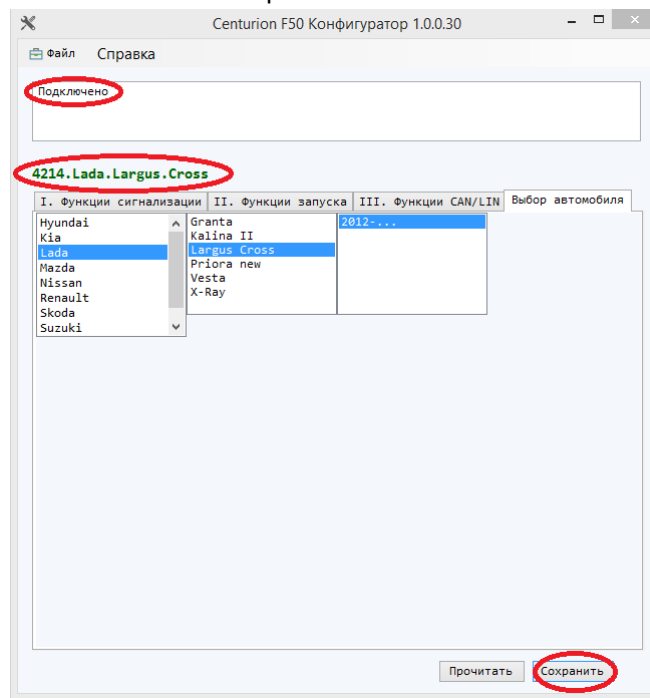 Centurion F50 Конфигуратор 1.0.0.30
Файл Справка
Подключено
4214.Lada.Largus.Cross
I. Функции сигнализации II. Функции запуска III. Функции CAN/LIN Выбор автомобиля
Hyundai
Kia
Lada
Mazda
Nissan
Renault
Skoda
Suzuki
Granta
Kalina II
Largus Cross
Priora new
Vesta
X-Ray
2012-...
Прочитать Сохранить